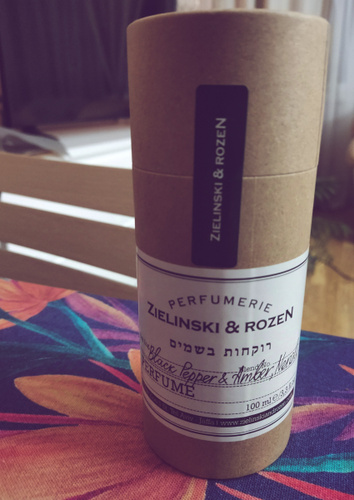 ZIELINSKI & ROZEN
PERFUMERIE
ZIELINSKI & ROZEN
רוקחות בשמים
Black Pepper & Amber, Neroli
PERFUME
100 ml